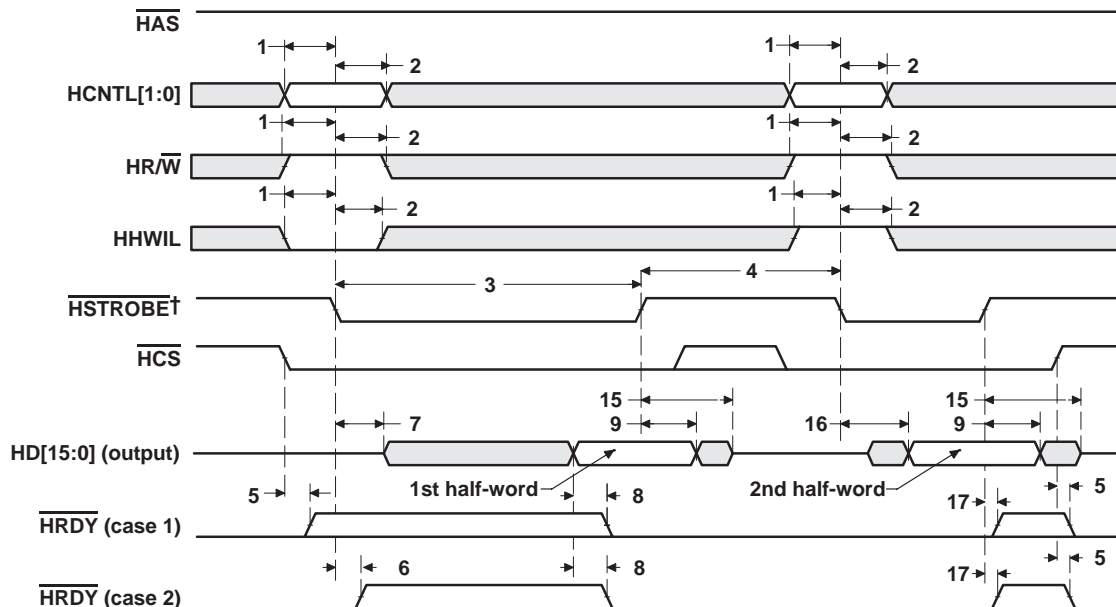 HAS
1 1
2 2
HCNTL[1:0]
1 2 1 2
HR/W
1 2 1 2
HHWIL
3 4
HSTROBE†
HCS
15 15
7 9 16 9
HD[15:0] (output)
1st half-word 2nd half-word
5 8 17 5
HRDY (case 1)
6 8 17 5
HRDY (case 2)